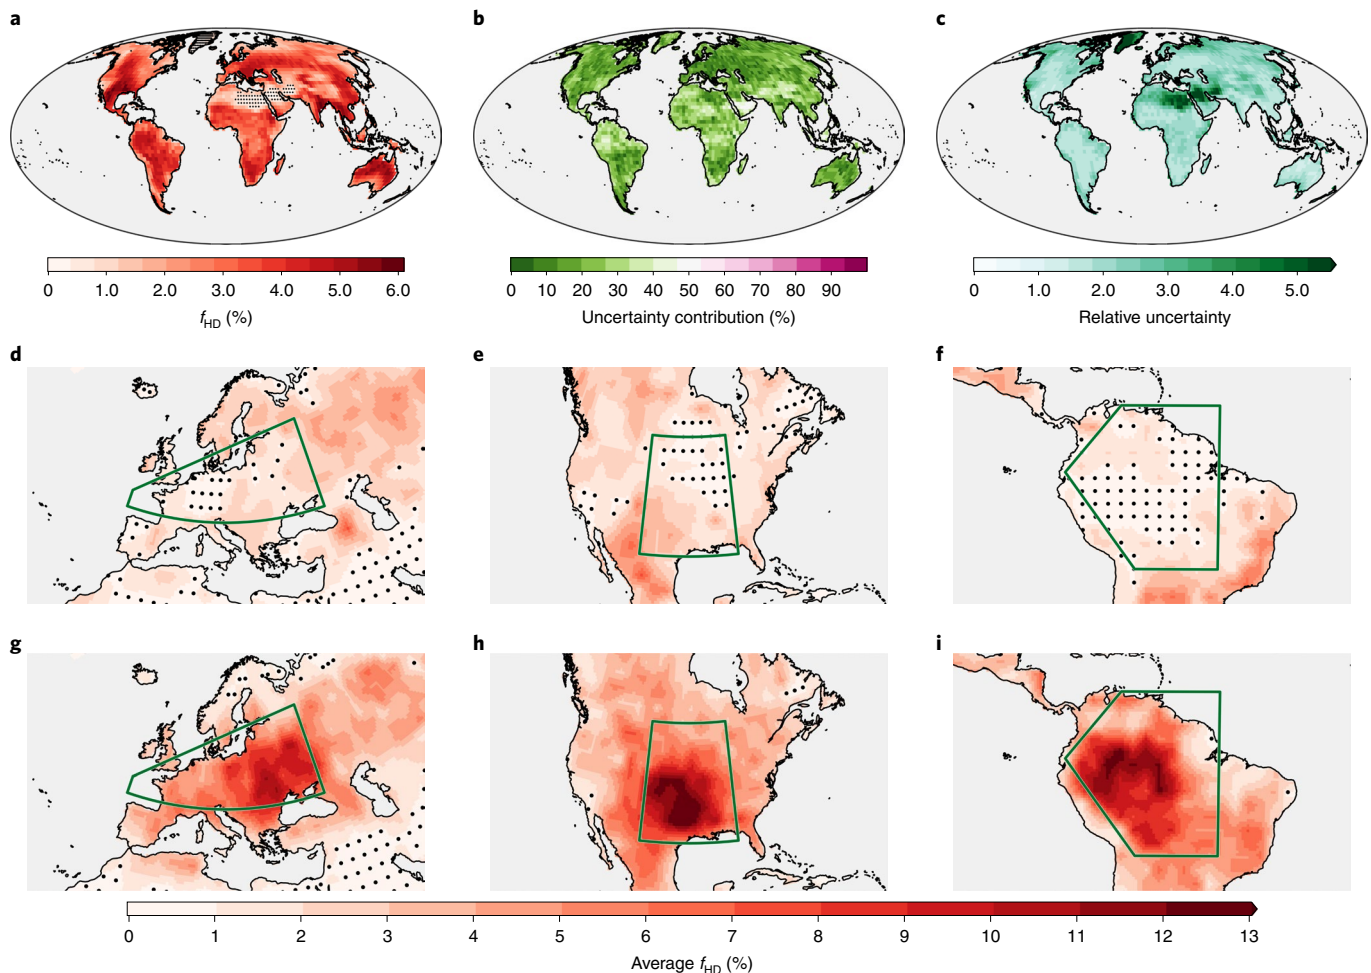 a
b
c
0 1.0 2.0 3.0 4.0 5.0 6.0
f HD (%)
0 10 20 30 40 50 60 70 80 90
Uncertainty contribution (%)
0 1.0 2.0 3.0 4.0 5.0
Relative uncertainty
d
e
f
g
h
i
0 1 2 3 4 5 6 7 8 9 10 11 12 13
Average f HD (%)